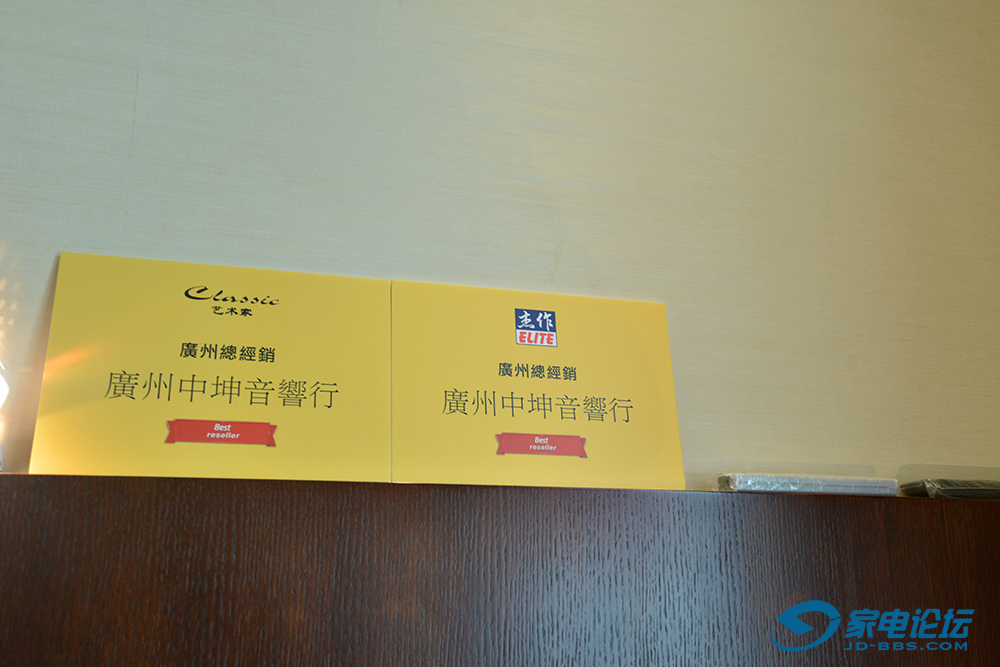 Classic
艺术家
廣州總經銷
廣州中坤音響行
Best
reseller
杰作
ELITE
廣州總經銷
廣州中坤音響行
Best
reseller
家电论坛
JD-BBS.COM